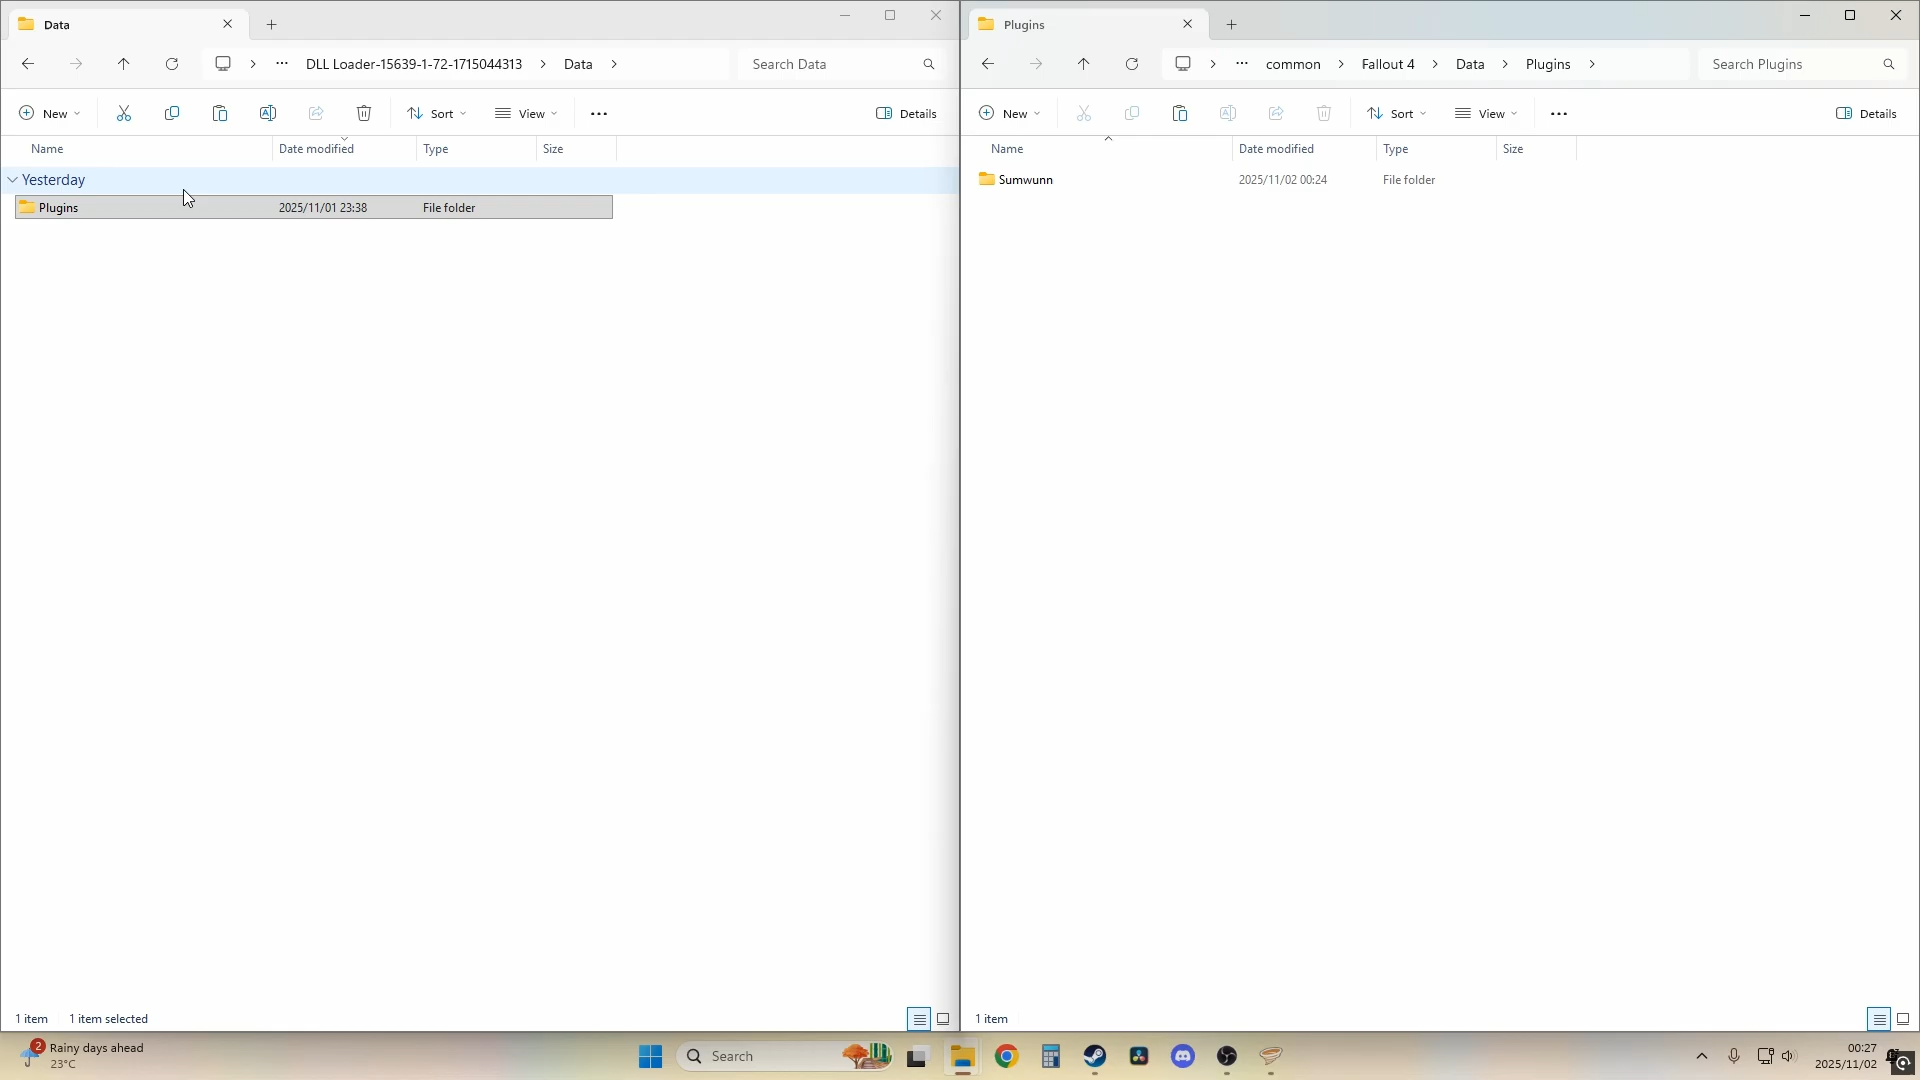 Data
DLL Loader-15639-1-72-1715044313
Data
Search Data
New
Sort
View
Details
Name
Date modified
Type
Size
Yesterday
Plugins
2025/11/01 23:38
File folder
1 item
1 item selected
Plugins
common
Fallout 4
Data
Plugins
Search Plugins
New
Sort
View
Details
Name
Date modified
Type
Size
Sumwunn
2025/11/02 00:24
File folder
1 item
2
Rainy days ahead
23°C
Search
00:27
2025/11/02